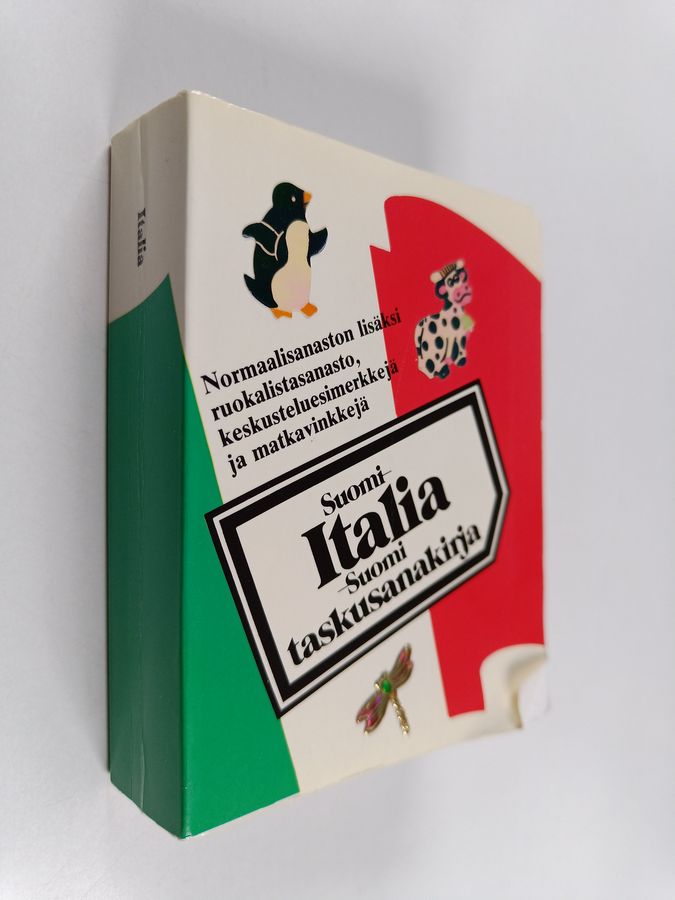 Italia
Normaalisanaston lisäksi
ruokalistasanasto,
keskusteluesimerkkejä
ja matkavinkkejä
Suomi–
Italia
–Suomi
taskusanakirja